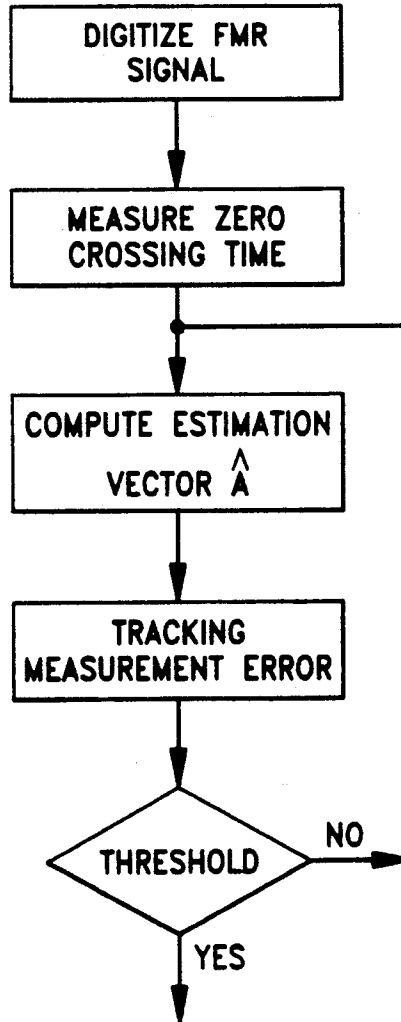 DIGITIZE FMR
SIGNAL
MEASURE ZERO
CROSSING TIME
COMPUTE ESTIMATION
VECTOR Â
TRACKING
MEASUREMENT ERROR
THRESHOLD
NO
YES